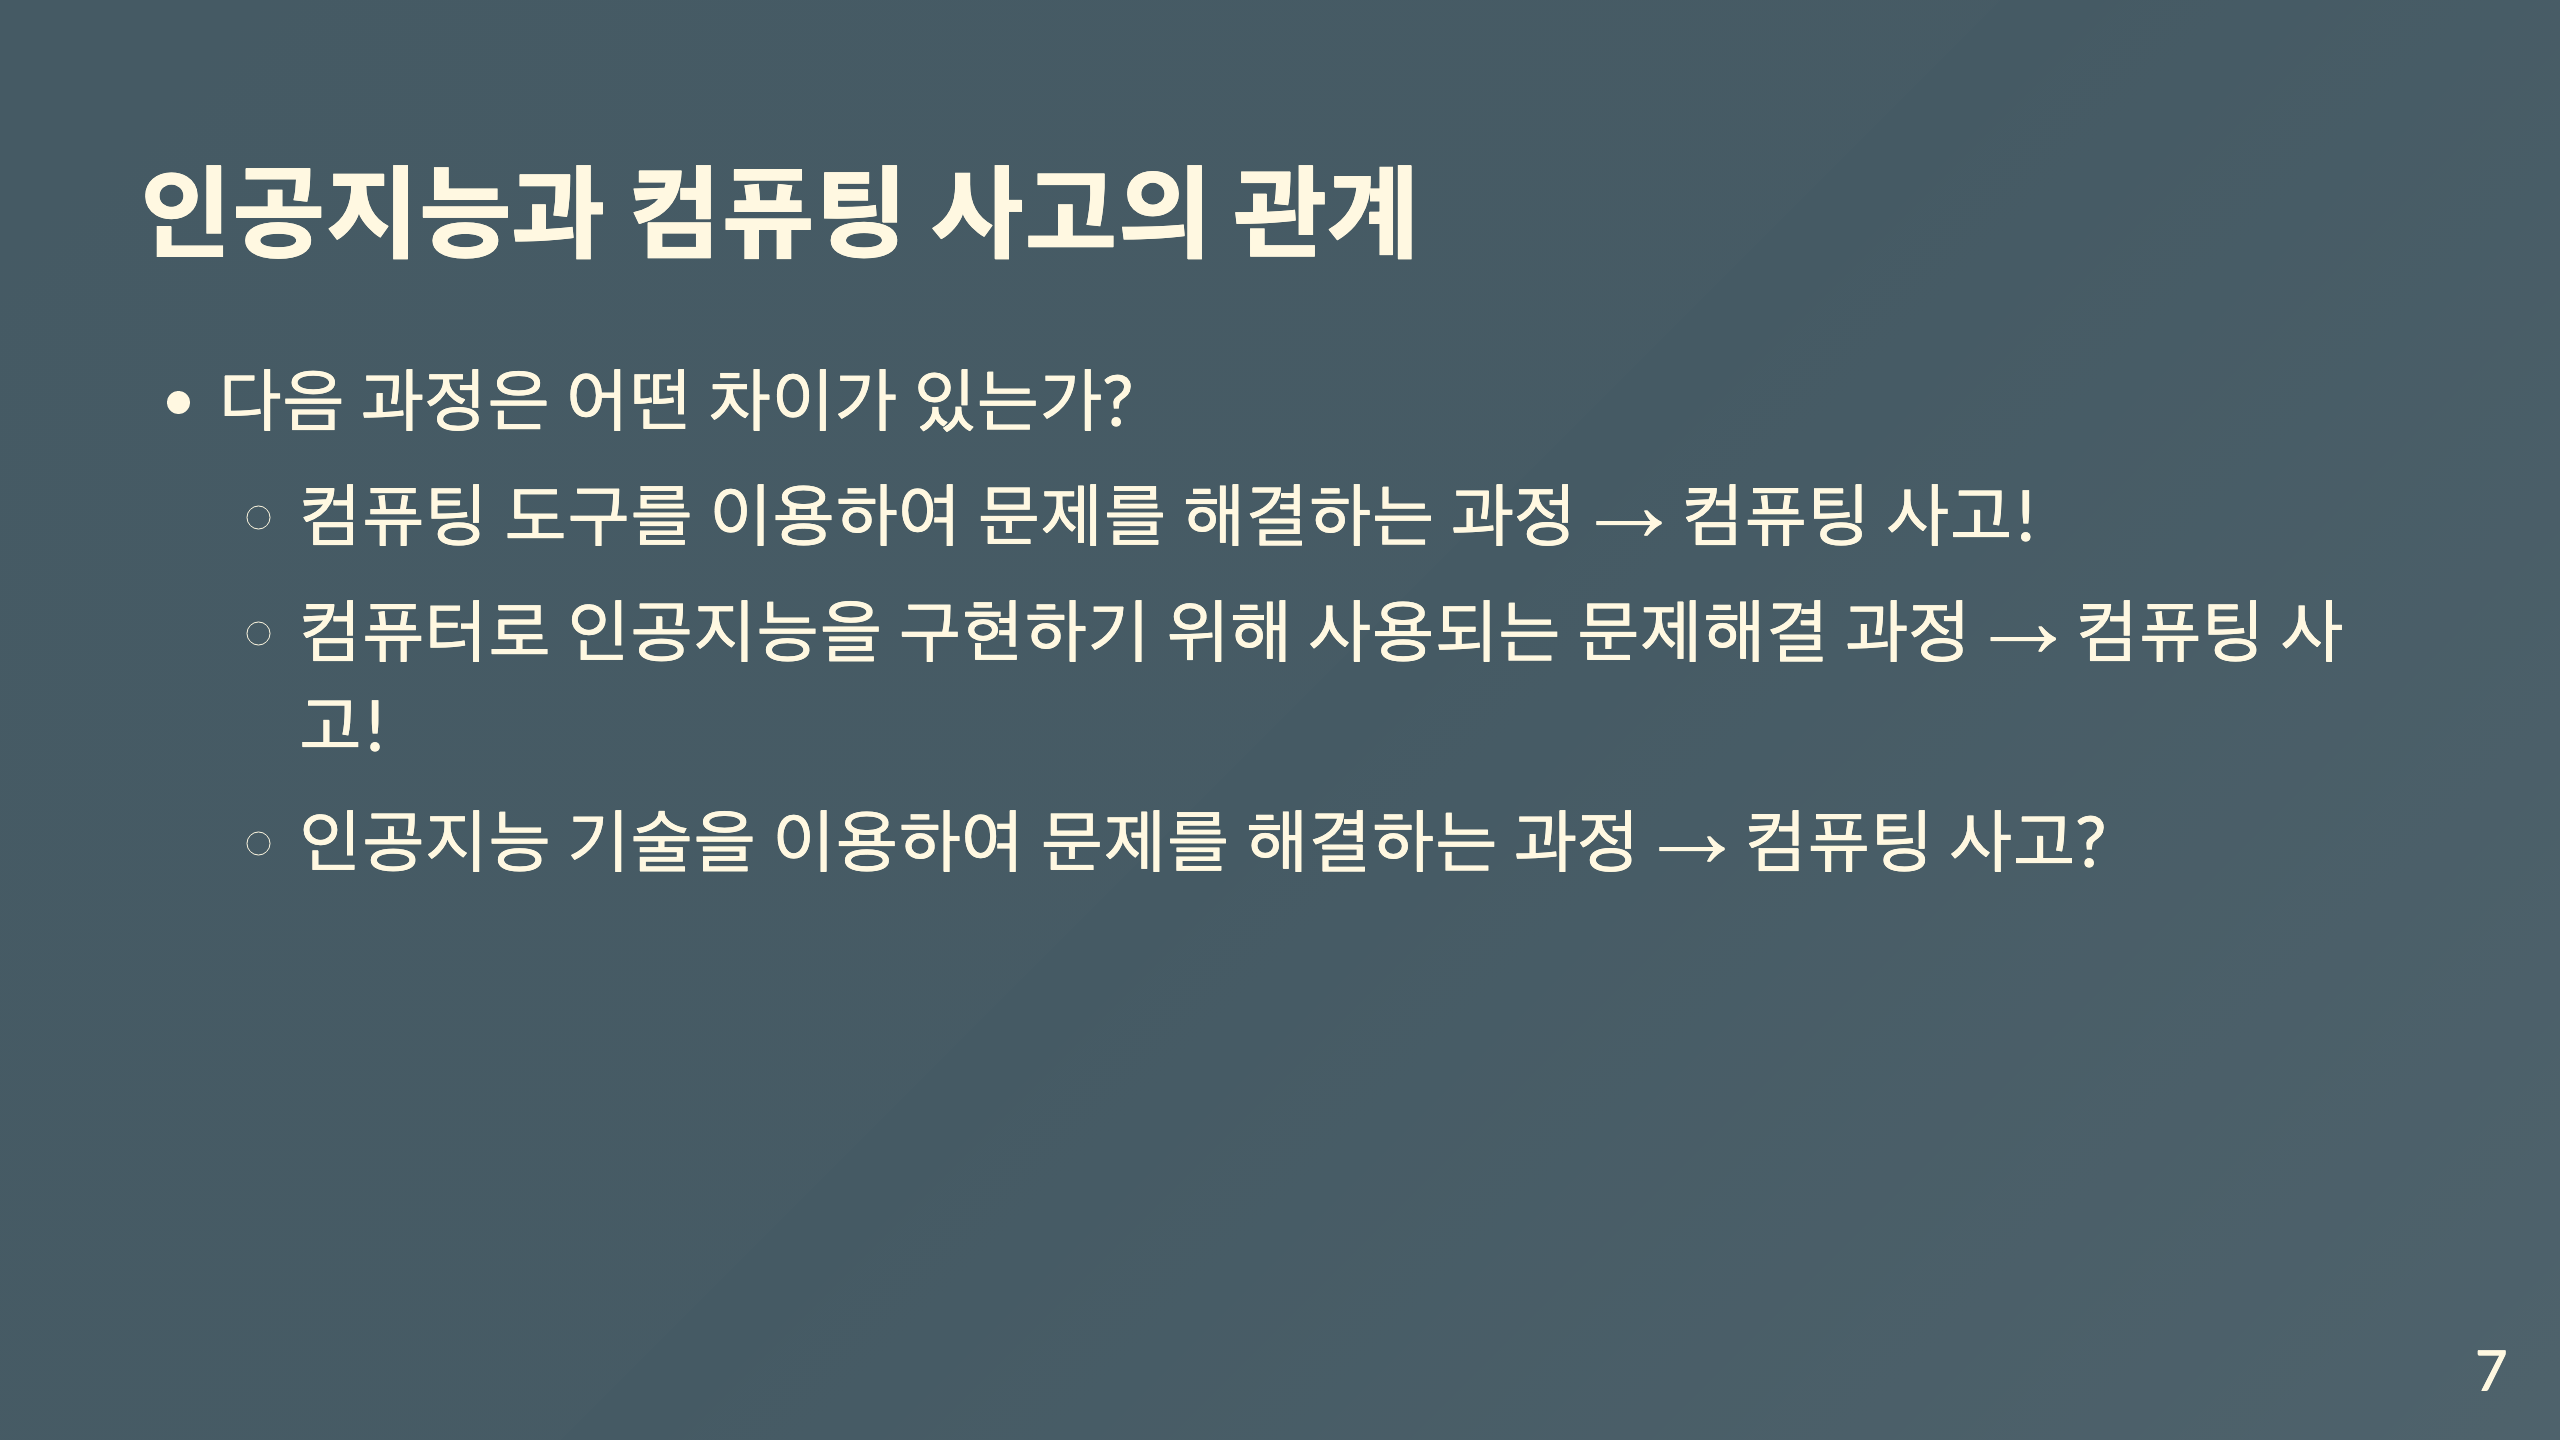 인공지능과 컴퓨팅 사고의 관계
• 다음 과정은 어떤 차이가 있는가?
○ 컴퓨팅 도구를 이용하여 문제를 해결하는 과정 → 컴퓨팅 사고!
○ 컴퓨터로 인공지능을 구현하기 위해 사용되는 문제해결 과정 → 컴퓨팅 사
고!
○ 인공지능 기술을 이용하여 문제를 해결하는 과정 → 컴퓨팅 사고?
7